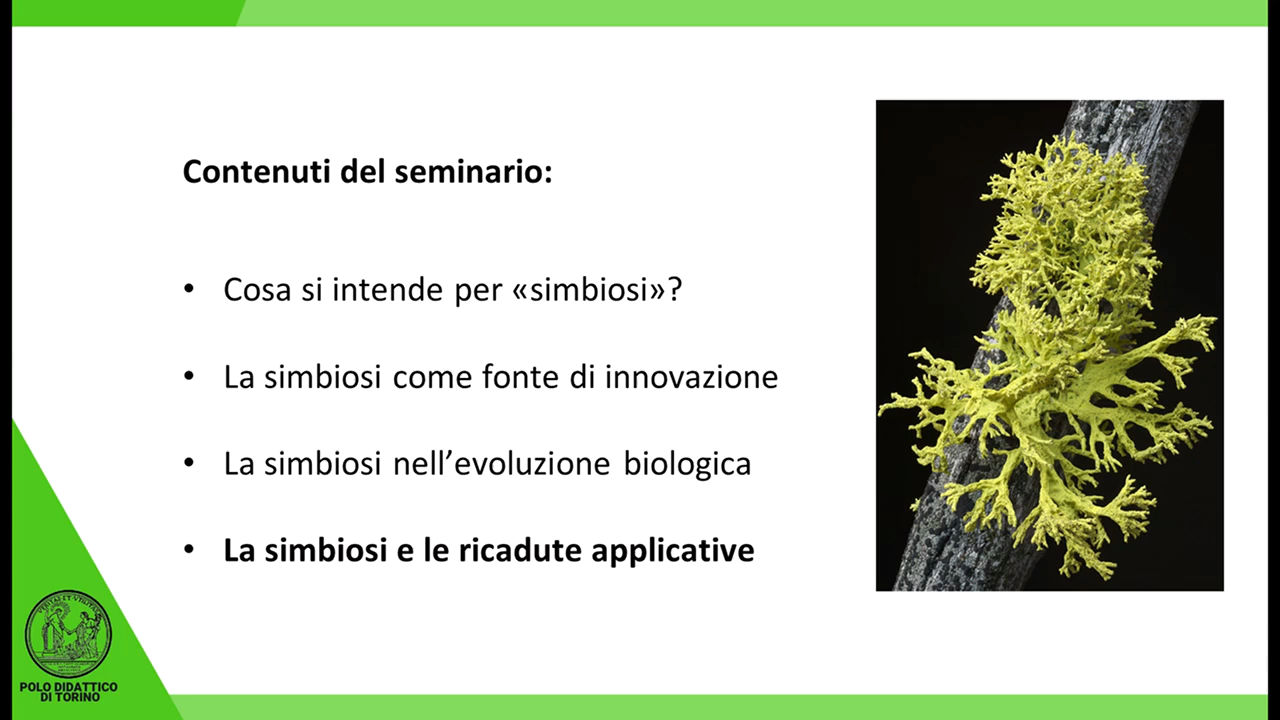 Contenuti del seminario:
• Cosa si intende per «simbiosi»?
• La simbiosi come fonte di innovazione
• La simbiosi nell’evoluzione biologica
• La simbiosi e le ricadute applicative
POLO DIDATTICO
DI TORINO